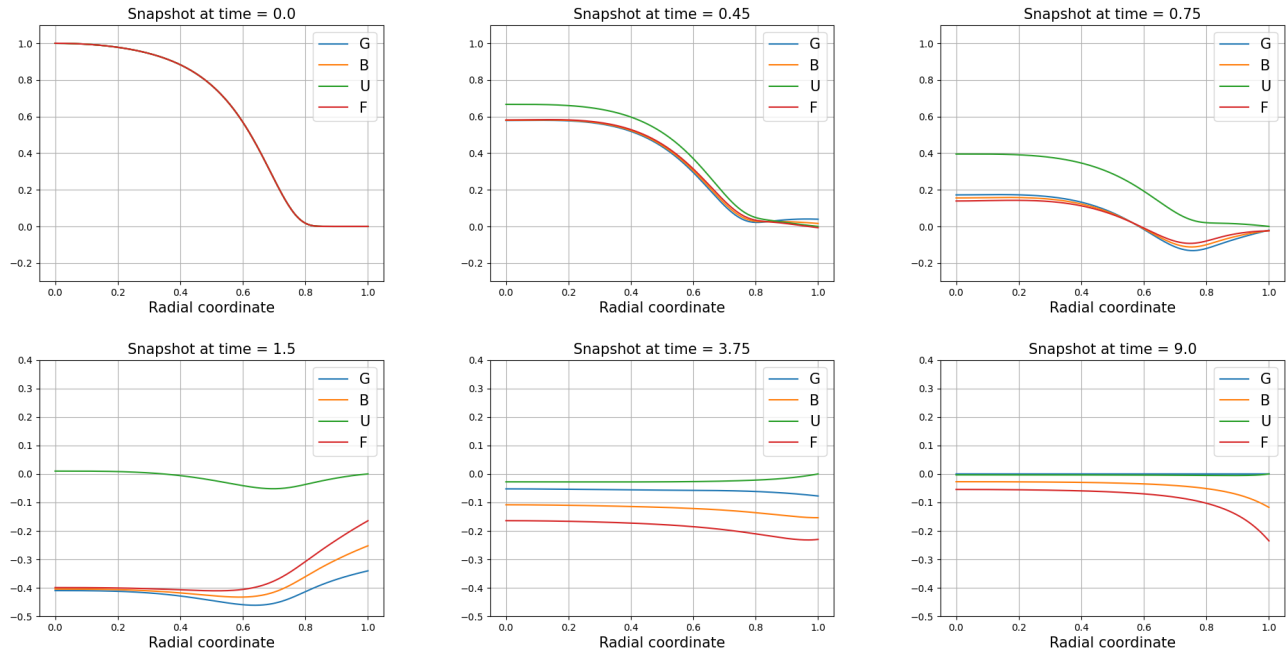 Snapshot at time = 0.0
1.0
0.8
0.6
0.4
0.2
0.0
−0.2
G
B
U
F
0.0 0.2 0.4 0.6 0.8 1.0
Radial coordinate
Snapshot at time = 0.45
1.0
0.8
0.6
0.4
0.2
0.0
−0.2
G
B
U
F
0.0 0.2 0.4 0.6 0.8 1.0
Radial coordinate
Snapshot at time = 0.75
1.0
0.8
0.6
0.4
0.2
0.0
−0.2
G
B
U
F
0.0 0.2 0.4 0.6 0.8 1.0
Radial coordinate
Snapshot at time = 1.5
0.4
0.3
0.2
0.1
0.0
−0.1
−0.2
−0.3
−0.4
−0.5
G
B
U
F
0.0 0.2 0.4 0.6 0.8 1.0
Radial coordinate
Snapshot at time = 3.75
0.4
0.3
0.2
0.1
0.0
−0.1
−0.2
−0.3
−0.4
−0.5
G
B
U
F
0.0 0.2 0.4 0.6 0.8 1.0
Radial coordinate
Snapshot at time = 9.0
0.4
0.3
0.2
0.1
0.0
−0.1
−0.2
−0.3
−0.4
−0.5
G
B
U
F
0.0 0.2 0.4 0.6 0.8 1.0
Radial coordinate